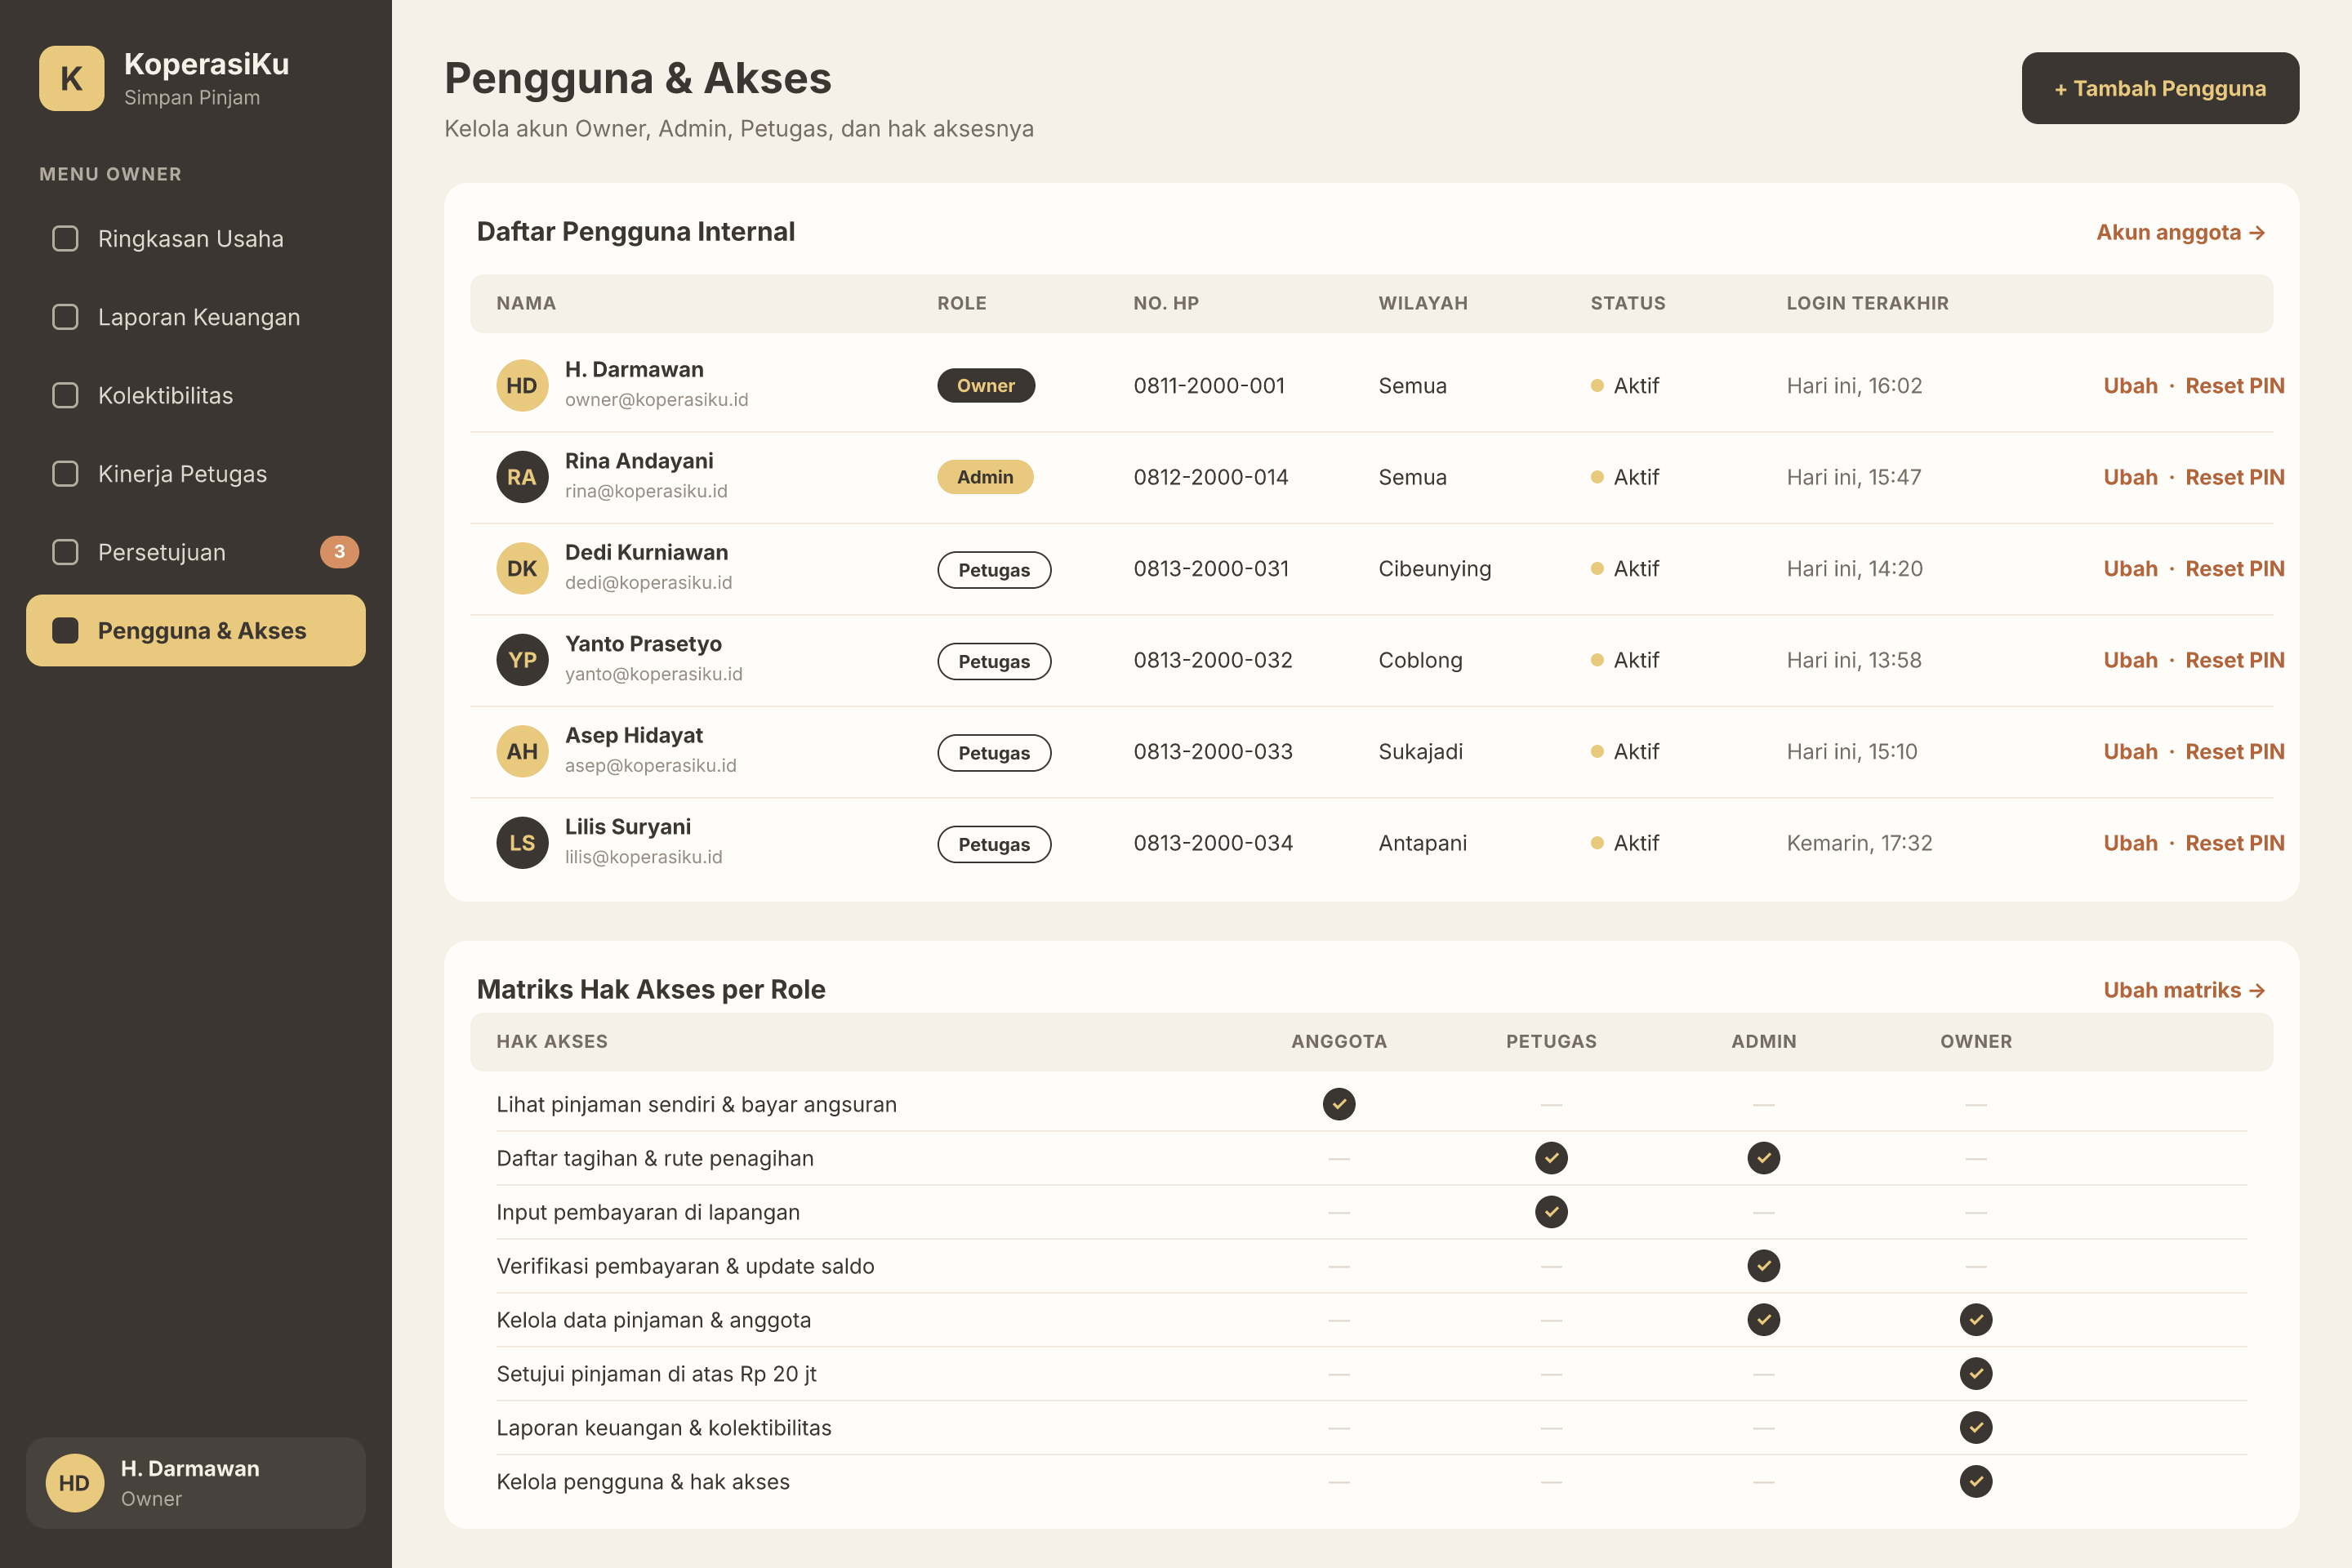 K
KoperasiKu
Simpan Pinjam
MENU OWNER
Ringkasan Usaha
Laporan Keuangan
Kolektibilitas
Kinerja Petugas
Persetujuan 3
Pengguna & Akses
HD
H. Darmawan
Owner
Pengguna & Akses
Kelola akun Owner, Admin, Petugas, dan hak aksesnya
+ Tambah Pengguna
Daftar Pengguna Internal
Akun anggota →
NAMA ROLE NO. HP WILAYAH STATUS LOGIN TERAKHIR
HD H. Darmawan Owner 0811-2000-001 Semua Aktif Hari ini, 16:02 Ubah · Reset PIN
owner@koperasiku.id
RA Rina Andayani Admin 0812-2000-014 Semua Aktif Hari ini, 15:47 Ubah · Reset PIN
rina@koperasiku.id
DK Dedi Kurniawan Petugas 0813-2000-031 Cibeunying Aktif Hari ini, 14:20 Ubah · Reset PIN
dedi@koperasiku.id
YP Yanto Prasetyo Petugas 0813-2000-032 Coblong Aktif Hari ini, 13:58 Ubah · Reset PIN
yanto@koperasiku.id
AH Asep Hidayat Petugas 0813-2000-033 Sukajadi Aktif Hari ini, 15:10 Ubah · Reset PIN
asep@koperasiku.id
LS Lilis Suryani Petugas 0813-2000-034 Antapani Aktif Kemarin, 17:32 Ubah · Reset PIN
lilis@koperasiku.id
Matriks Hak Akses per Role
Ubah matriks →
HAK AKSES ANGGOTA PETUGAS ADMIN OWNER
Lihat pinjaman sendiri & bayar angsuran ✓ — — —
Daftar tagihan & rute penagihan — ✓ ✓ —
Input pembayaran di lapangan — ✓ — —
Verifikasi pembayaran & update saldo — — ✓ —
Kelola data pinjaman & anggota — — ✓ ✓
Setujui pinjaman di atas Rp 20 jt — — — ✓
Laporan keuangan & kolektibilitas — — — ✓
Kelola pengguna & hak akses — — — ✓